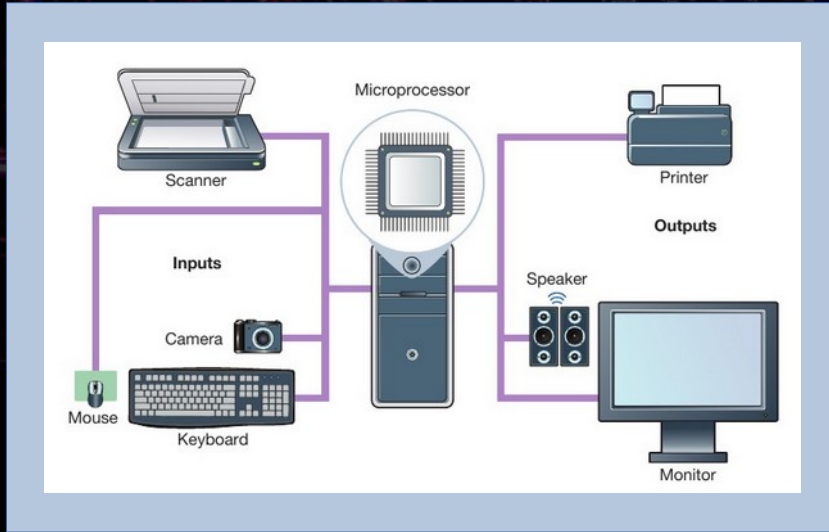 Microprocessor
Scanner
Printer
Inputs
Outputs
Speaker
Camera
Mouse
Keyboard
Monitor